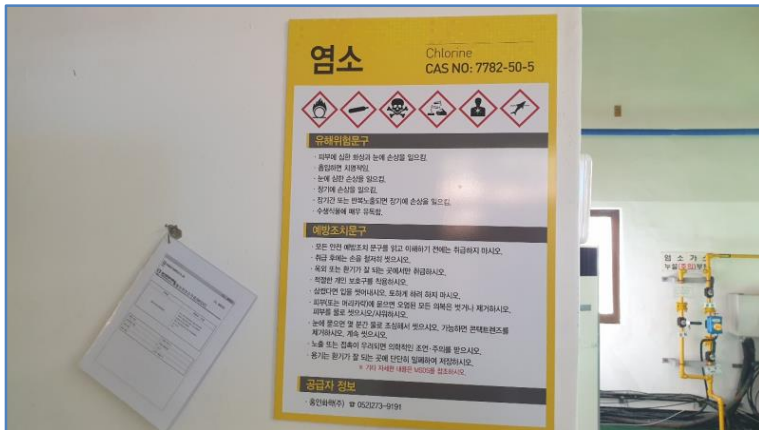 염소
Chlorine
CAS NO: 7782-50-5
유해위험문구
· 피부에 심한 화상과 눈에 손상을 일으킴.
· 흡입하면 치명적임.
· 눈에 심한 손상을 일으킴.
· 장기에 손상을 일으킴.
· 장기간 또는 반복노출되면 장기에 손상을 일으킴.
· 수생식물에 매우 유독함.
예방조치문구
· 모든 안전 예방조치 문구를 읽고 이해하기 전에는 취급하지 마시오.
· 취급 후에는 손을 철저히 씻으시오.
· 옥외 또는 환기가 잘 되는 곳에서만 취급하시오.
· 적절한 개인 보호구를 착용하시오.
· 삼켰다면 입을 씻어내시오. 토하게 하려 하지 마시오.
· 피부(또는 머리카락)에 묻으면 오염된 모든 의복은 벗거나 제거하시오.
피부를 물로 씻으시오/샤워하시오.
· 눈에 묻으면 몇 분간 물로 조심해서 씻으시오. 가능하면 콘택트렌즈를
제거하시오. 계속 씻으시오.
· 노출 또는 접촉이 우려되면 의학적인 조언·주의를 받으시오.
· 용기는 환기가 잘 되는 곳에 단단히 밀폐하여 저장하시오.
※ 기타 자세한 내용은 MSDS를 참조하시오.
공급자 정보
· 홍인화학(주) ☎ 052)273-9191
염 소 가